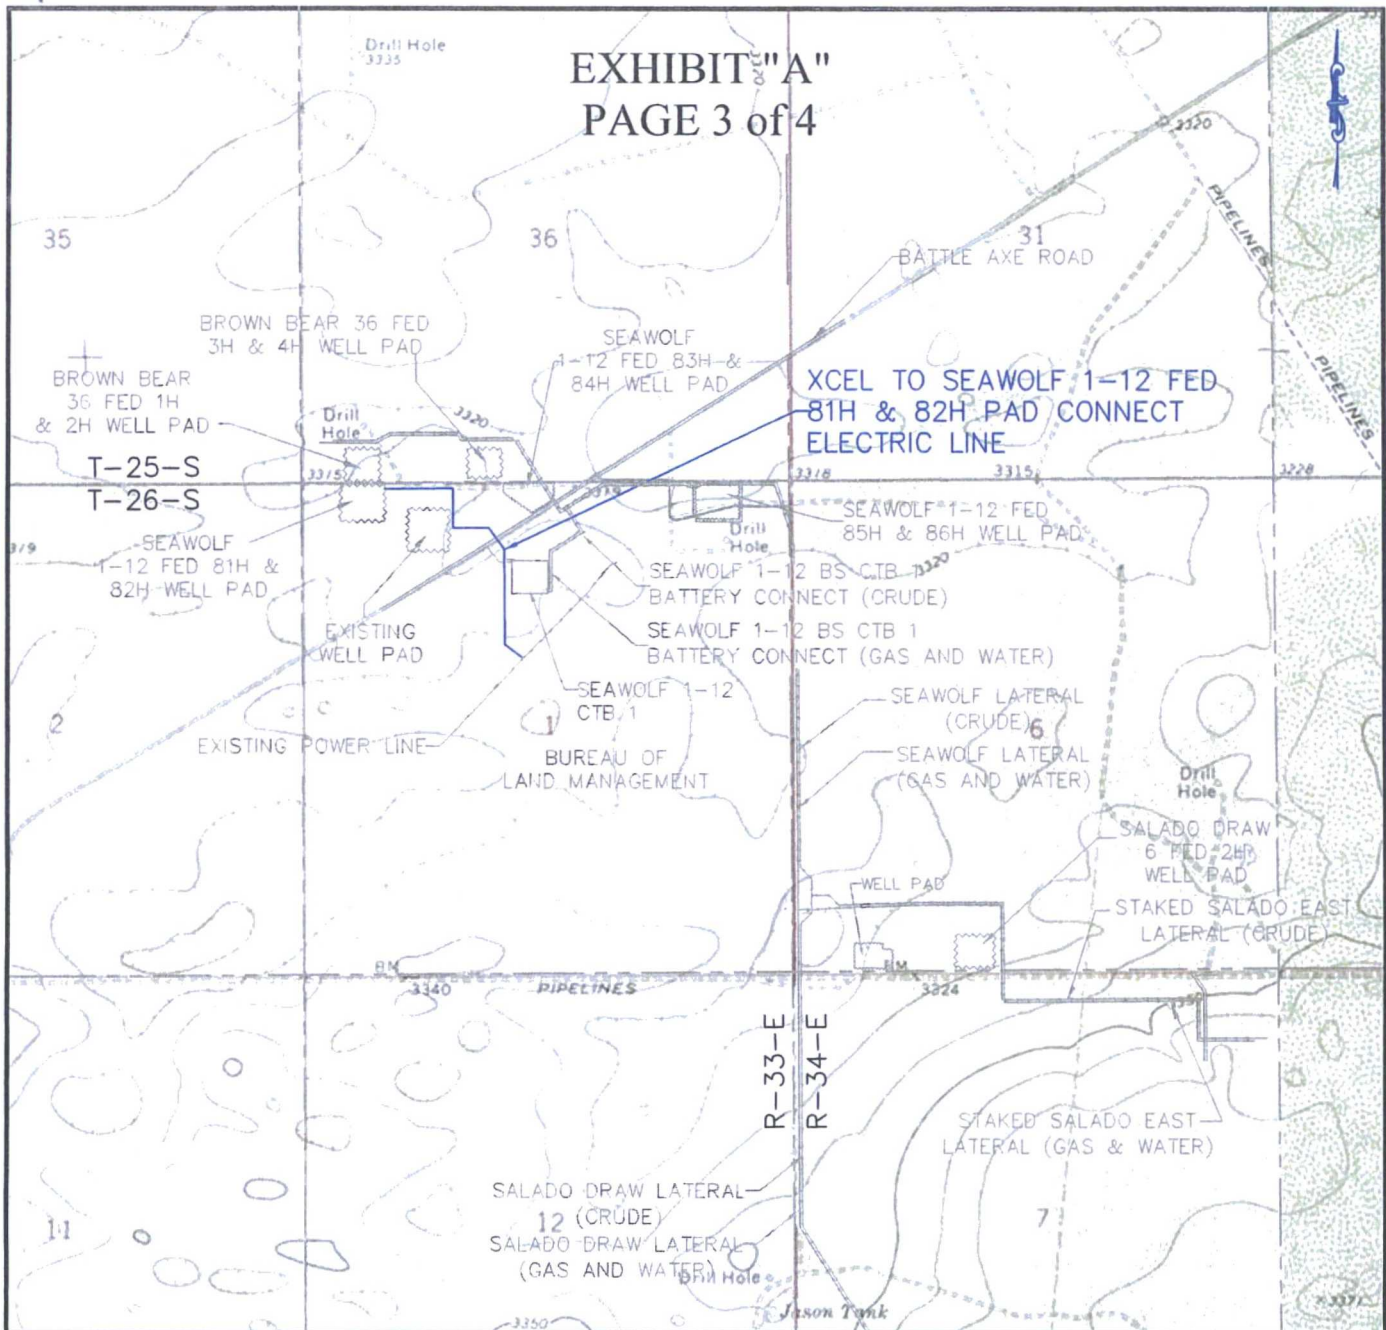 EXHIBIT "A"
PAGE 3 of 4
Drill Hole
3335
3320
PIPELINES
PIPELINES
35
36
31
BATTLE AXE ROAD
BROWN BEAR 36 FED
3H & 4H WELL PAD
SEAWOLF
1-12 FED 83H &
84H WELL PAD
BROWN BEAR
36 FED 1H
& 2H WELL PAD
XCEL TO SEAWOLF 1-12 FED
81H & 82H PAD CONNECT
ELECTRIC LINE
Drill
Hole
3320
T-25-S
T-26-S
3315
3318
3315
3228
SEAWOLF
1-12 FED 81H &
82H WELL PAD
SEAWOLF 1-12 FED
85H & 86H WELL PAD
Drill
Hole
3320
SEAWOLF 1-12 BS CTB 1
BATTERY CONNECT (CRUDE)
EXISTING
WELL PAD
SEAWOLF 1-12 BS CTB 1
BATTERY CONNECT (GAS AND WATER)
SEAWOLF 1-12
CTB 1
SEAWOLF LATERAL
(CRUDE)
2
1
6
EXISTING POWER LINE
BUREAU OF
LAND MANAGEMENT
SEAWOLF LATERAL
(GAS AND WATER)
Drill
Hole
SALADO DRAW
6 FED 2H
WELL PAD
WELL PAD
STAKED SALADO EAST
LATERAL (CRUDE)
BM
3340
PIPELINES
BM
3324
R-33-E
R-34-E
STAKED SALADO EAST
LATERAL (GAS & WATER)
SALADO DRAW LATERAL
(CRUDE)
11
12
7
SALADO DRAW LATERAL
(GAS AND WATER)
Drill Hole
Jason Tank
3350
3371